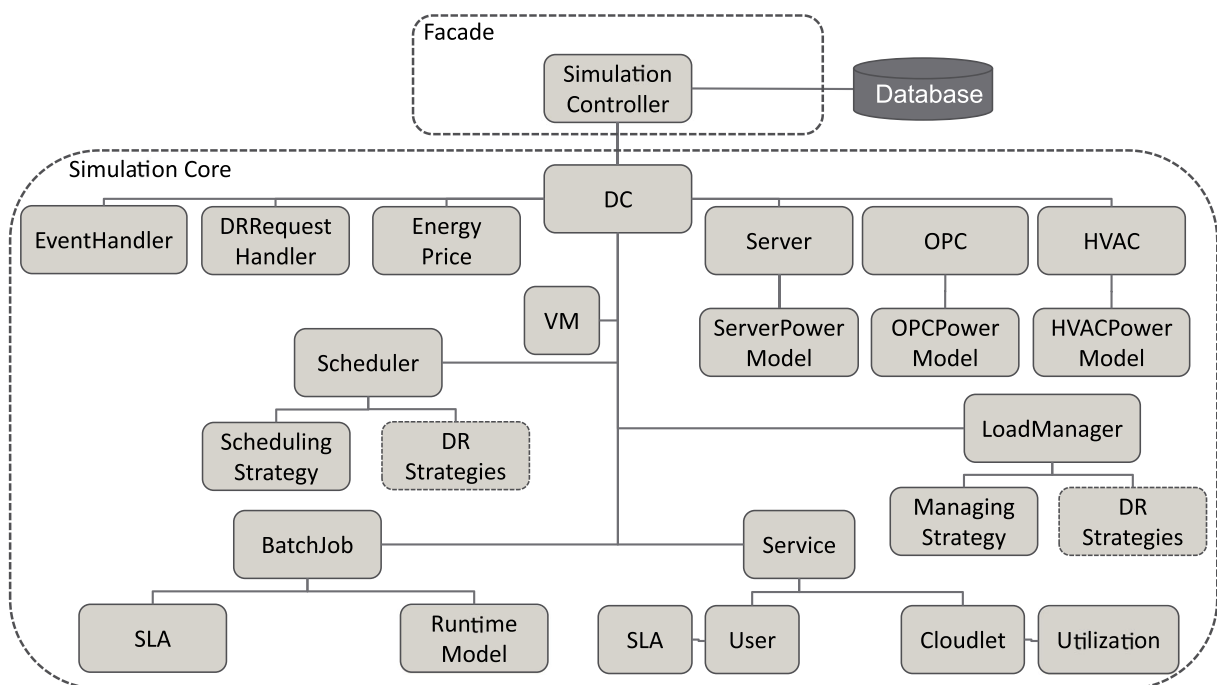 Facade
Simulation
Controller
Database
Simulation Core
DC
EventHandler
DRRequest
Handler
Energy
Price
Server
OPC
HVAC
VM
ServerPower
Model
OPCPower
Model
HVACPower
Model
Scheduler
Scheduling
Strategy
DR
Strategies
LoadManager
Managing
Strategy
DR
Strategies
BatchJob
Service
SLA
Runtime
Model
SLA
User
Cloudlet
Utilization